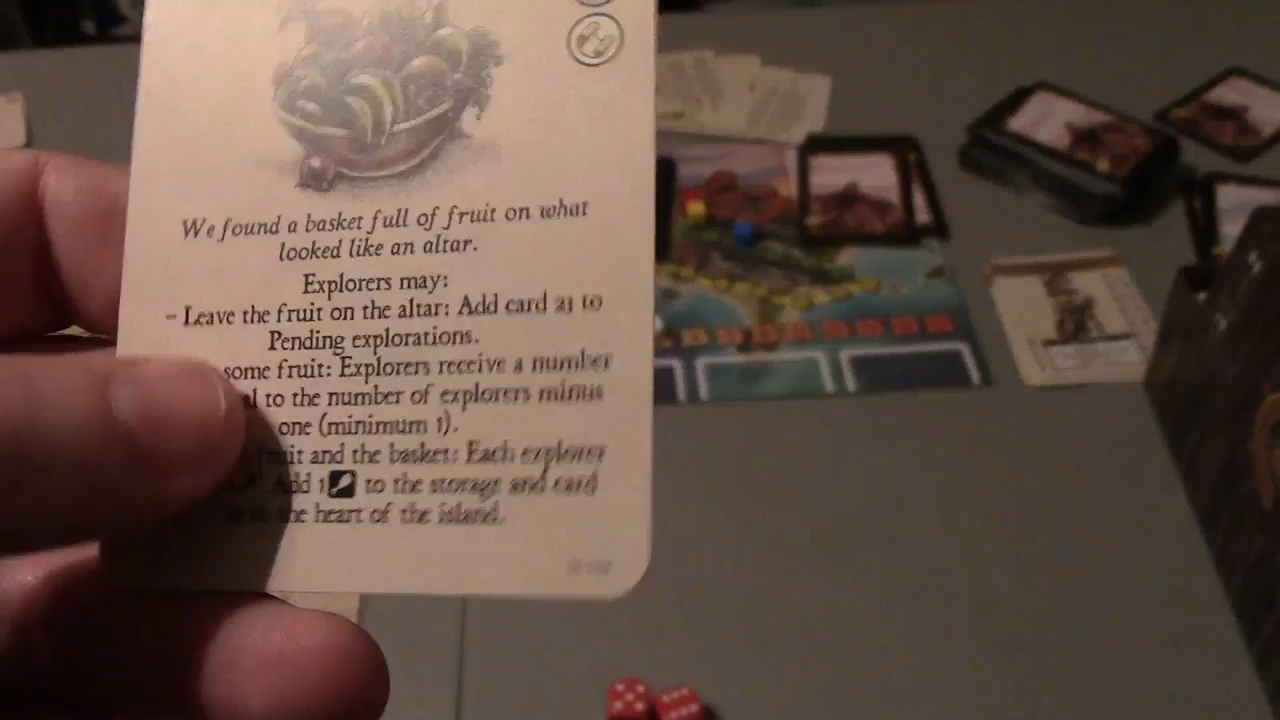 We found a basket full of fruit on what
looked like an altar.
Explorers may:
- Leave the fruit on the altar: Add card 21 to
Pending explorations.
some fruit: Explorers receive a number
to the number of explorers minus
one (minimum 1).
and the basket: Each explorer
Add 1 to the storage and card
the heart of the island.